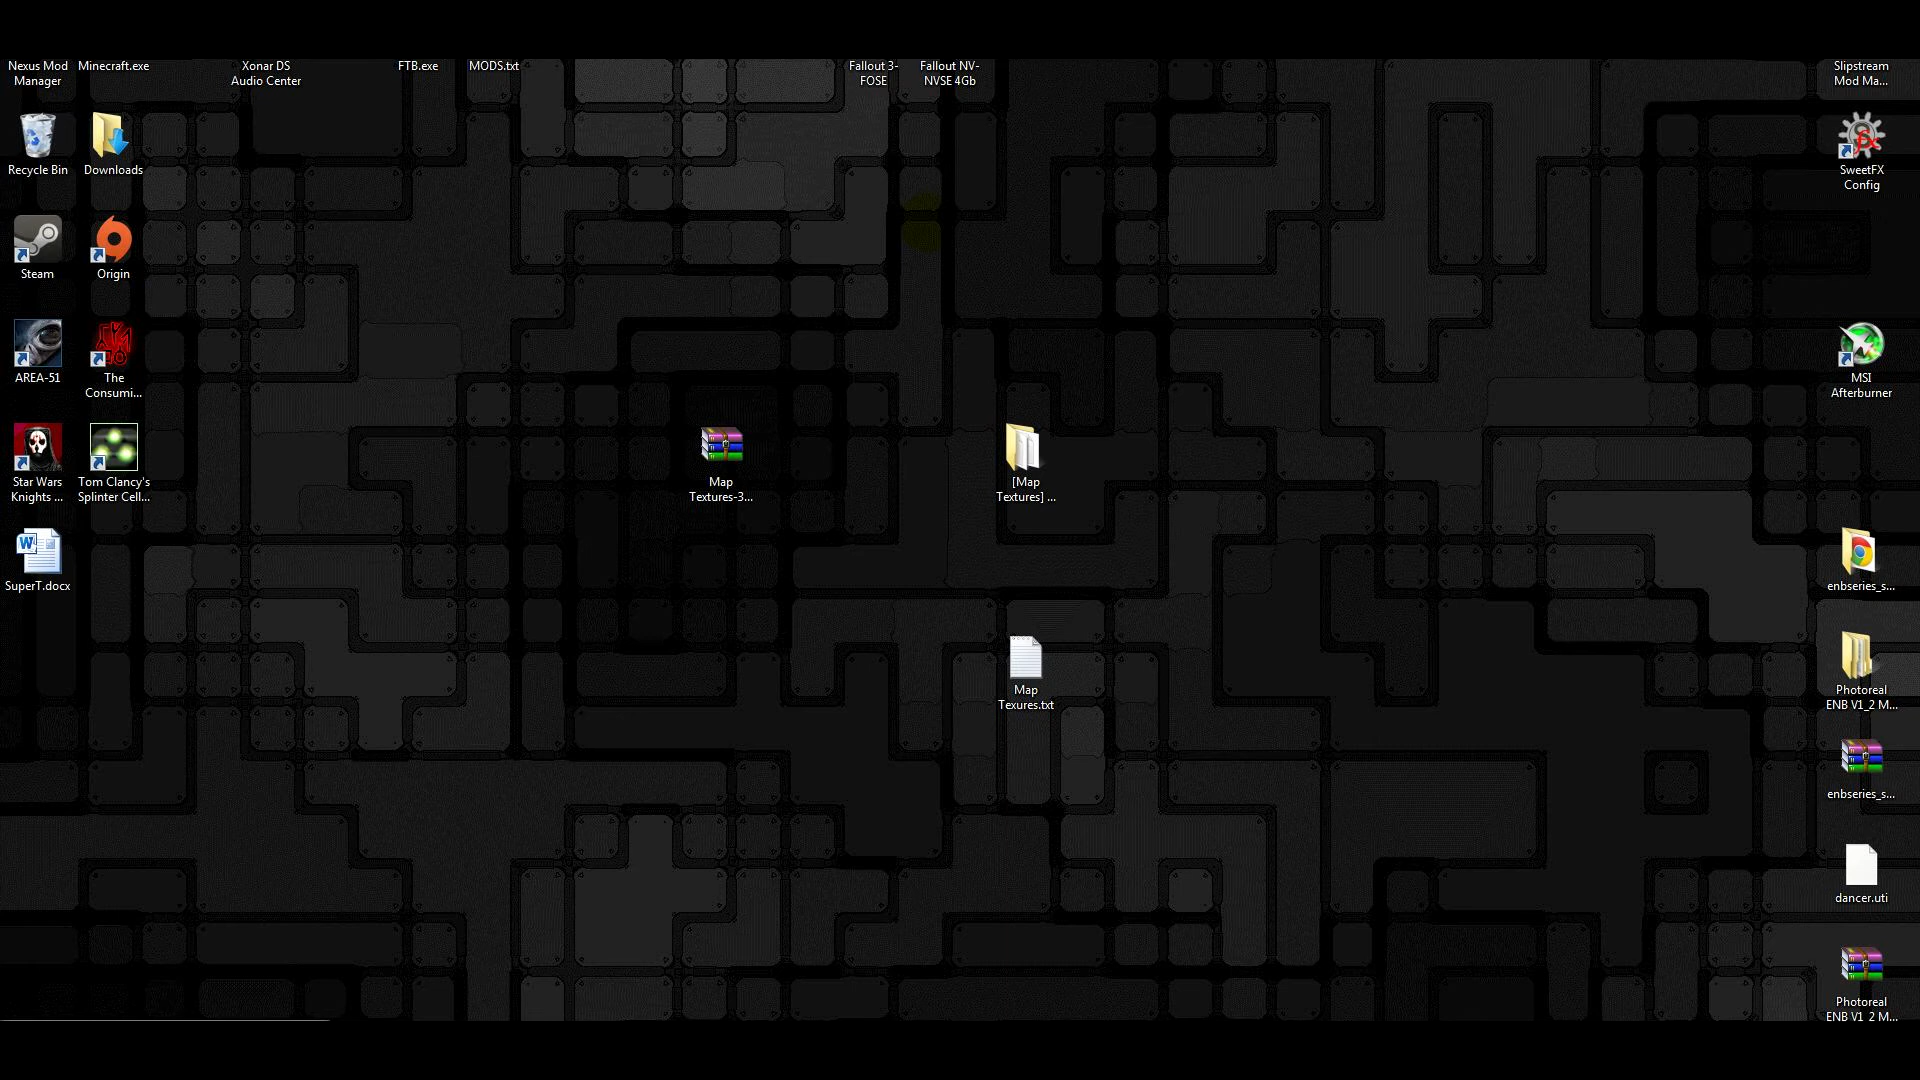 Nexus Mod
Manager
Minecraft.exe
Xonar DS
Audio Center
FTB.exe
MODS.txt
Fallout 3-
FOSE
Fallout NV-
NVSE 4Gb
Slipstream
Mod Ma...
Recycle Bin
Downloads
SweetFX
Config
Steam
Origin
AREA-51
The
Consumi...
MSI
Afterburner
Star Wars
Knights ...
Tom Clancy's
Splinter Cell...
Map
Textures-3...
[Map
Textures] ...
SuperT.docx
enbseries_s...
Map
Texures.txt
Photoreal
ENB V1_2 M...
enbseries_s...
dancer.uti
Photoreal
ENB V1_2 M...